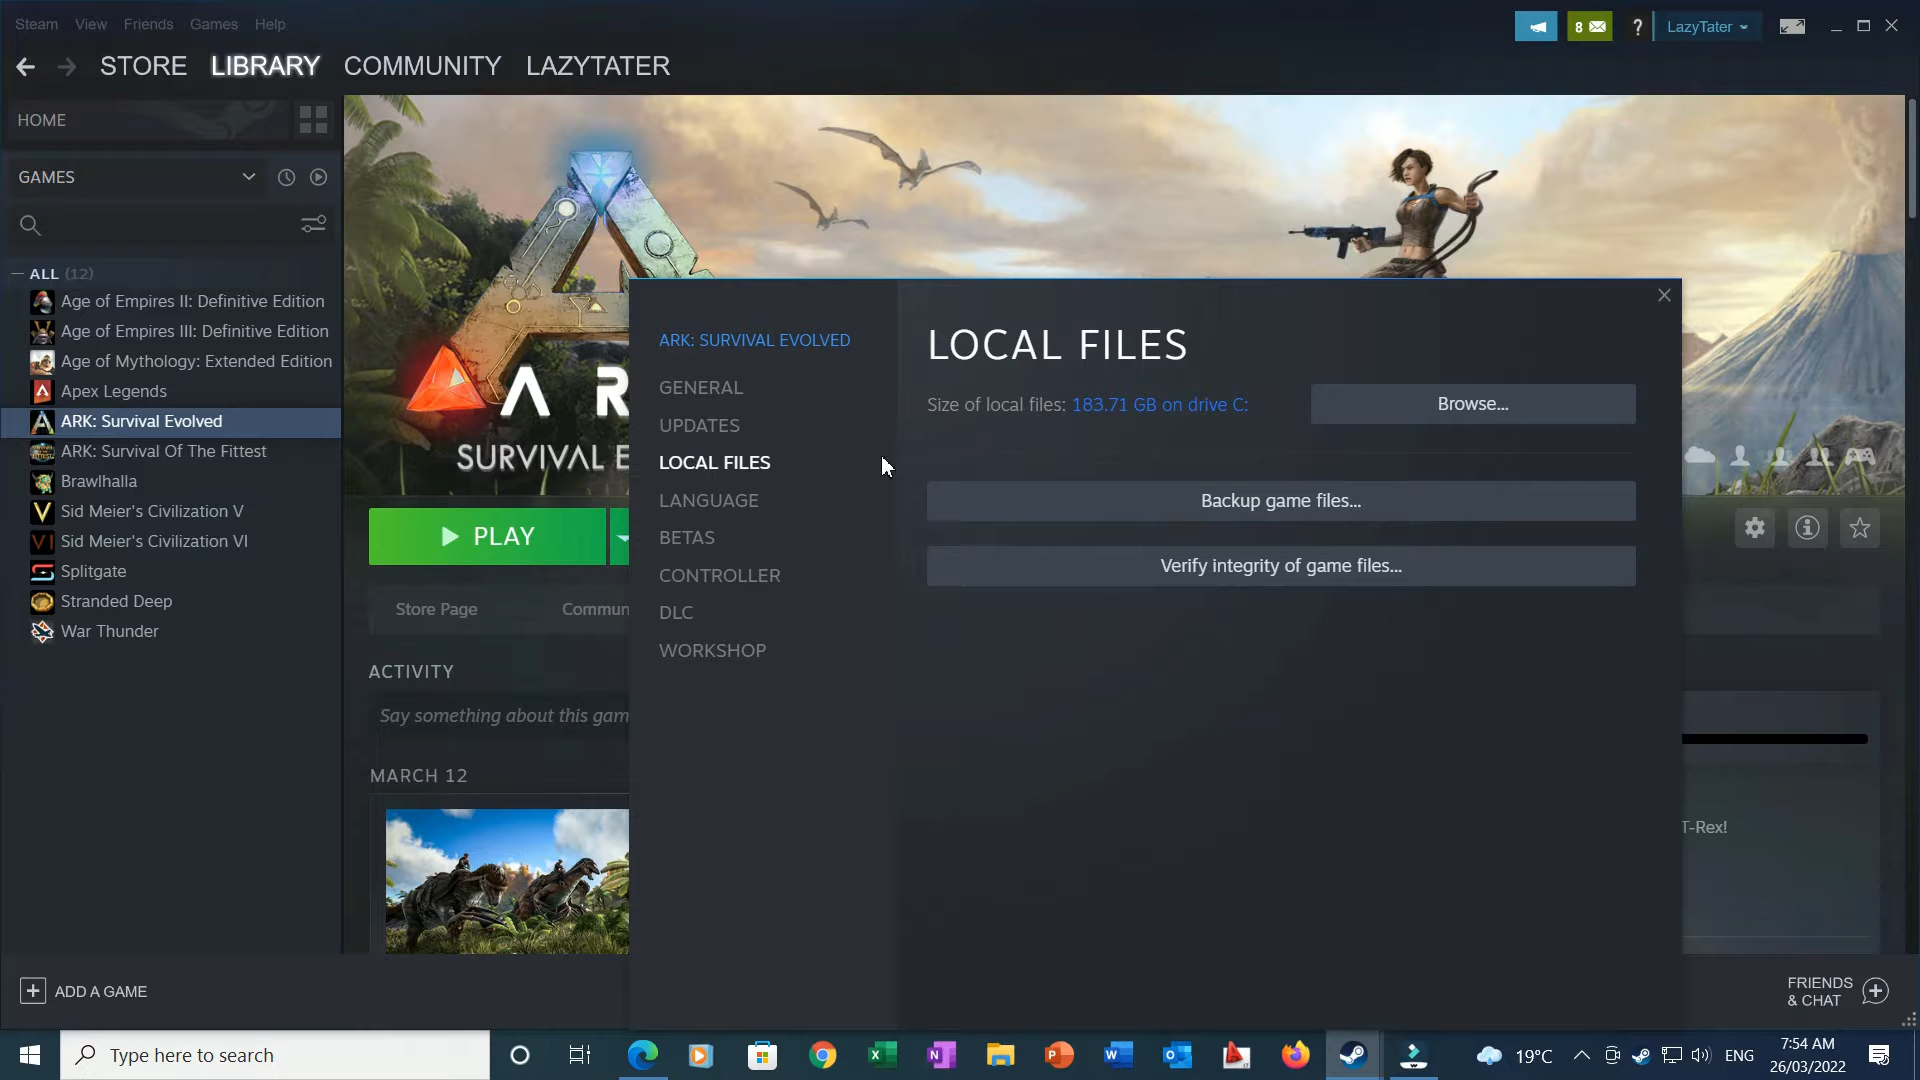 Steam View Friends Games Help
8 ? LazyTater
STORE LIBRARY COMMUNITY LAZYTATER
HOME
GAMES
ALL (12)
Age of Empires II: Definitive Edition
Age of Empires III: Definitive Edition
Age of Mythology: Extended Edition
Apex Legends
ARK: Survival Evolved
ARK: Survival Of The Fittest
Brawlhalla
Sid Meier's Civilization V
Sid Meier's Civilization VI
Splitgate
Stranded Deep
War Thunder
ADD A GAME
A R
SURVIVAL E
PLAY
Store Page Commun
ACTIVITY
Say something about this gam
MARCH 12
ARK: SURVIVAL EVOLVED
GENERAL
UPDATES
LOCAL FILES
LANGUAGE
BETAS
CONTROLLER
DLC
WORKSHOP
LOCAL FILES
Size of local files: 183.71 GB on drive C:
Browse...
Backup game files...
Verify integrity of game files...
T-Rex!
FRIENDS
& CHAT
Type here to search
19°C
ENG
7:54 AM
26/03/2022